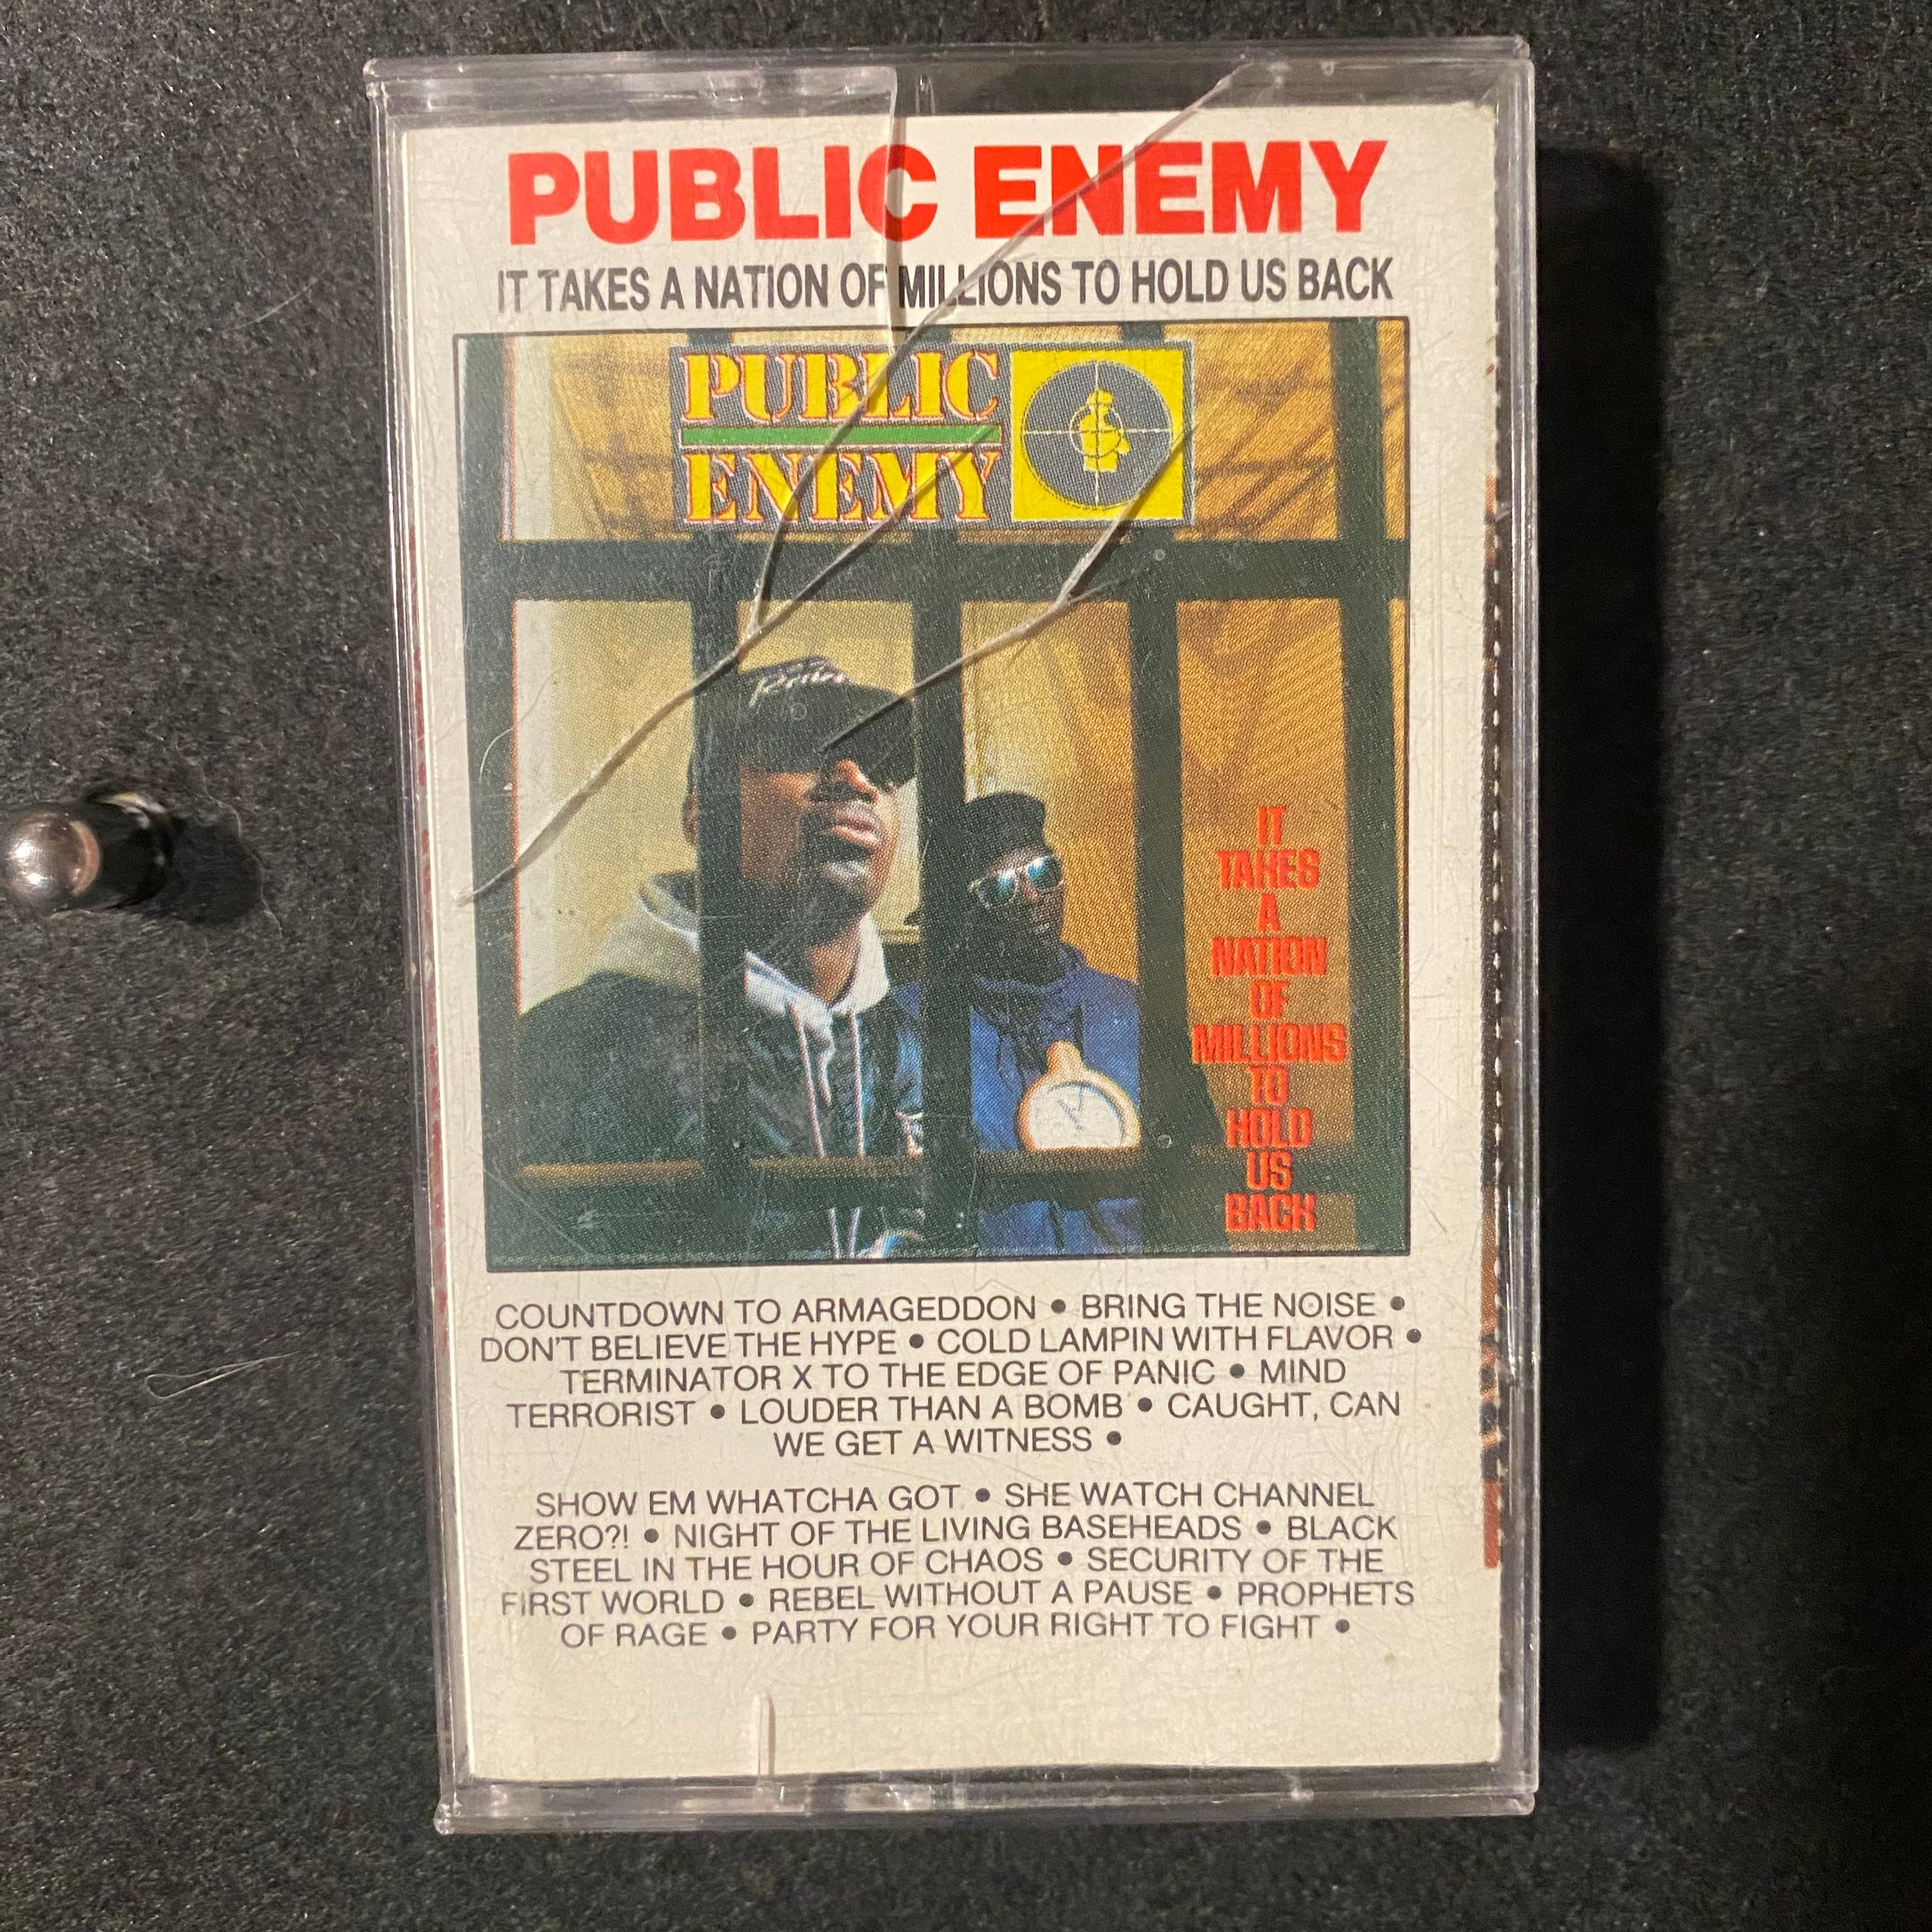 PUBLIC ENEMY
IT TAKES A NATION OF MILLIONS TO HOLD US BACK
PUBLIC
ENEMY
IT
TAKES
A
NATION
OF
MILLIONS
TO
HOLD
US
BACK
COUNTDOWN TO ARMAGEDDON • BRING THE NOISE •
DON'T BELIEVE THE HYPE • COLD LAMPIN WITH FLAVOR •
TERMINATOR X TO THE EDGE OF PANIC • MIND
TERRORIST • LOUDER THAN A BOMB • CAUGHT, CAN
WE GET A WITNESS •
SHOW EM WHATCHA GOT • SHE WATCH CHANNEL
ZERO?! • NIGHT OF THE LIVING BASEHEADS • BLACK
STEEL IN THE HOUR OF CHAOS • SECURITY OF THE
FIRST WORLD • REBEL WITHOUT A PAUSE • PROPHETS
OF RAGE • PARTY FOR YOUR RIGHT TO FIGHT •